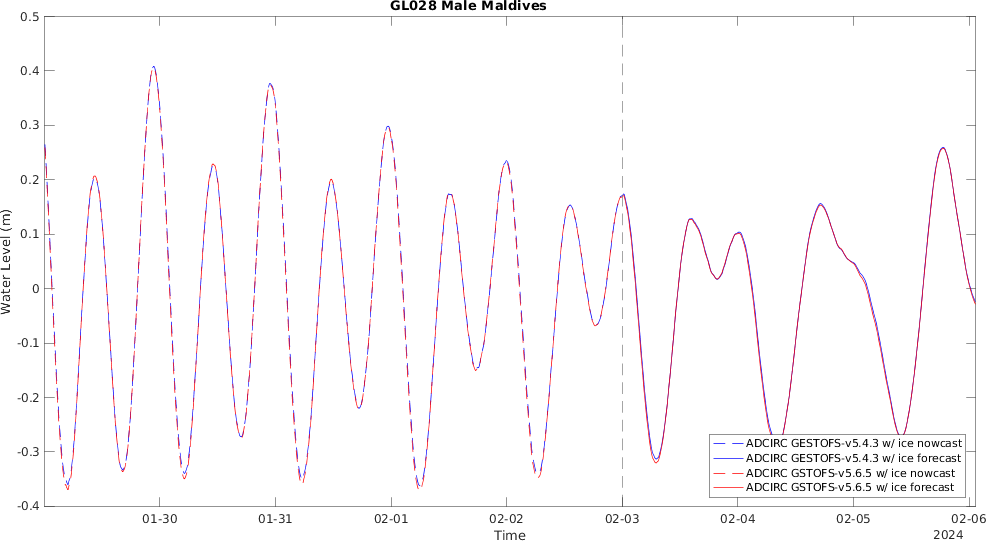 GL028 Male Maldives
Water Level (m)
0.5
0.4
0.3
0.2
0.1
0
-0.1
-0.2
-0.3
-0.4
ADCIRC GESTOFS-v5.4.3 w/ ice nowcast
ADCIRC GESTOFS-v5.4.3 w/ ice forecast
ADCIRC GSTOFS-v5.6.5 w/ ice nowcast
ADCIRC GSTOFS-v5.6.5 w/ ice forecast
01-30 01-31 02-01 02-02 02-03 02-04 02-05 02-06
Time
2024